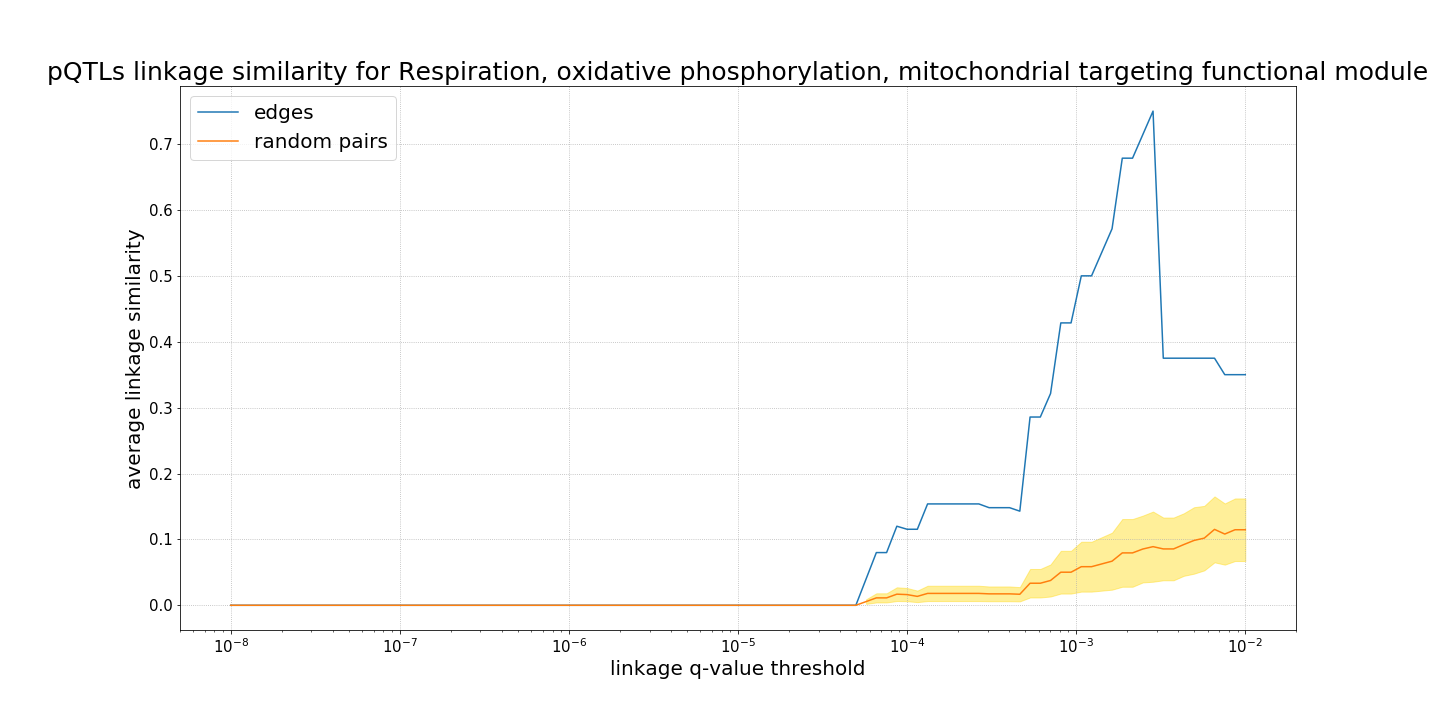 pQTLs linkage similarity for Respiration, oxidative phosphorylation, mitochondrial targeting functional module
edges
random pairs
0.7
0.6
0.5
0.4
0.3
0.2
0.1
0.0
average linkage similarity
10⁻⁸ 10⁻⁷ 10⁻⁶ 10⁻⁵ 10⁻⁴ 10⁻³ 10⁻²
linkage q-value threshold